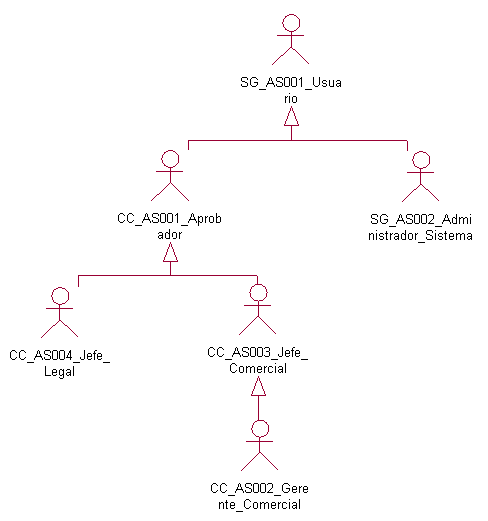 SG_AS001_Usua
rio
CC_AS001_Aprob
ador
SG_AS002_Admi
nistrador_Sistema
CC_AS004_Jefe_
Legal
CC_AS003_Jefe_
Comercial
CC_AS002_Gere
nte_Comercial